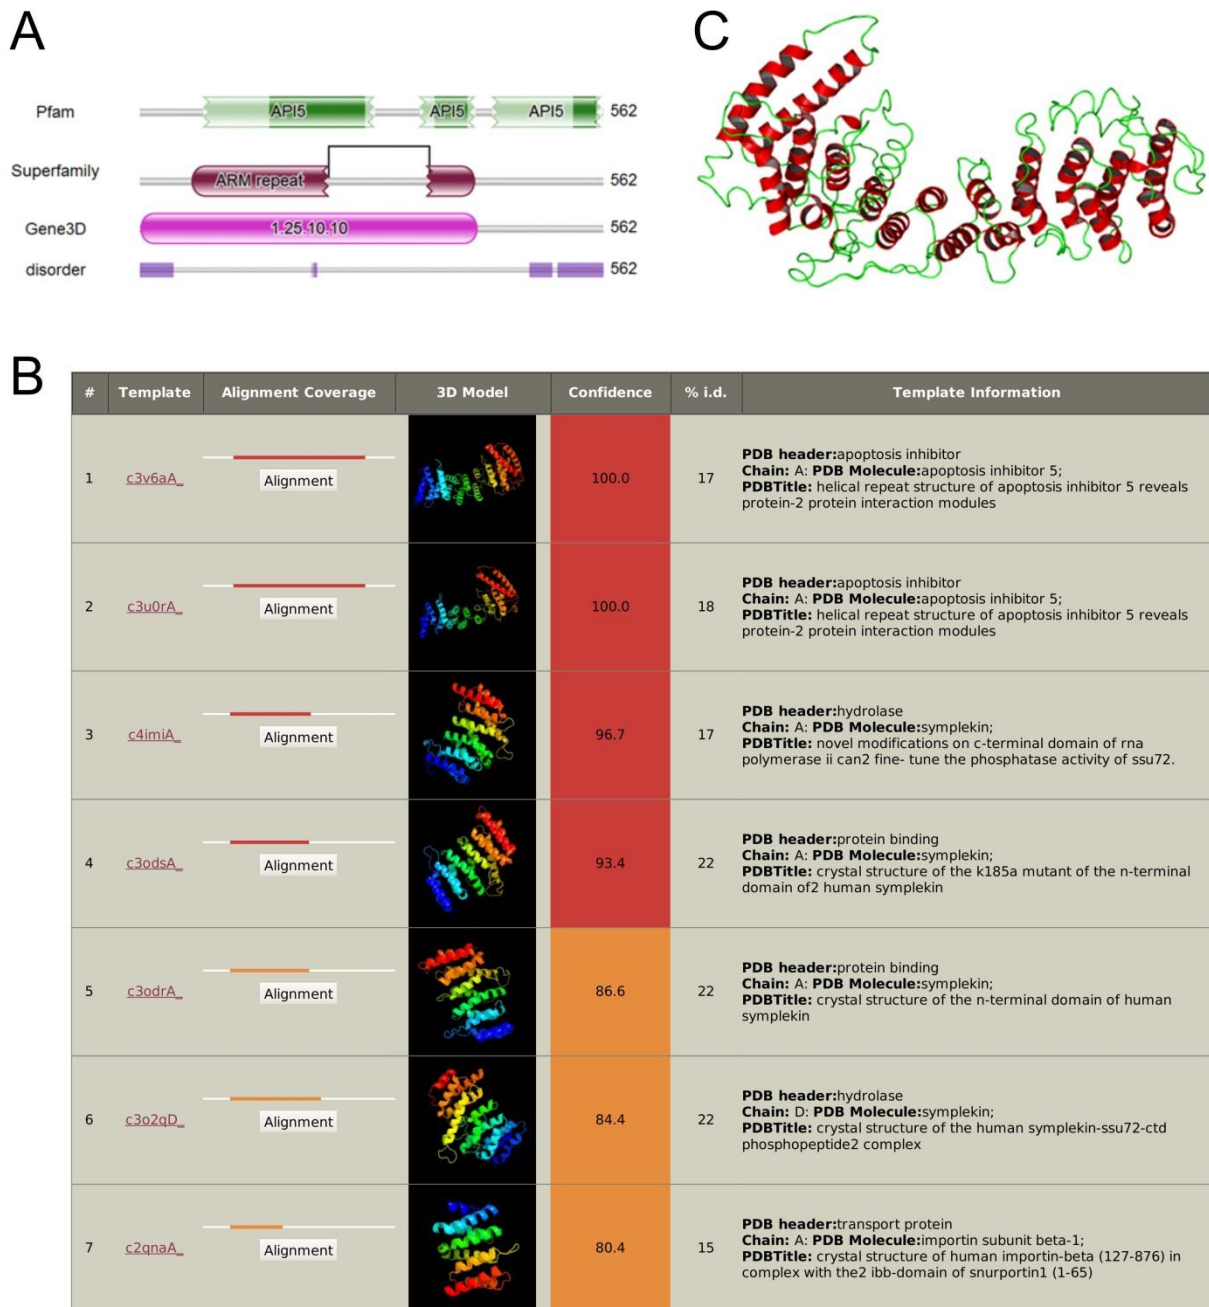 A
C
Pfam
API5
API5
API5
562
Superfamily
ARM repeat
562
Gene3D
1.25.10.10
562
disorder
562
B
# Template Alignment Coverage 3D Model Confidence % i.d. Template Information
1 c3v6aA_ Alignment 100.0 17
PDB header:apoptosis inhibitor
Chain: A: PDB Molecule:apoptosis inhibitor 5;
PDBTitle: helical repeat structure of apoptosis inhibitor 5 reveals
protein-2 protein interaction modules
2 c3u0rA_ Alignment 100.0 18
PDB header:apoptosis inhibitor
Chain: A: PDB Molecule:apoptosis inhibitor 5;
PDBTitle: helical repeat structure of apoptosis inhibitor 5 reveals
protein-2 protein interaction modules
3 c4imiA_ Alignment 96.7 17
PDB header:hydrolase
Chain: A: PDB Molecule:symplekin;
PDBTitle: novel modifications on c-terminal domain of rna
polymerase ii can2 fine- tune the phosphatase activity of ssu72.
4 c3odsA_ Alignment 93.4 22
PDB header:protein binding
Chain: A: PDB Molecule:symplekin;
PDBTitle: crystal structure of the k185a mutant of the n-terminal
domain of2 human symplekin
5 c3odrA_ Alignment 86.6 22
PDB header:protein binding
Chain: A: PDB Molecule:symplekin;
PDBTitle: crystal structure of the n-terminal domain of human
symplekin
6 c3o2qD_ Alignment 84.4 22
PDB header:hydrolase
Chain: D: PDB Molecule:symplekin;
PDBTitle: crystal structure of the human symplekin-ssu72-ctd
phosphopeptide2 complex
7 c2qnaA_ Alignment 80.4 15
PDB header:transport protein
Chain: A: PDB Molecule:importin subunit beta-1;
PDBTitle: crystal structure of human importin-beta (127-876) in
complex with the2 ibb-domain of snurportin1 (1-65)